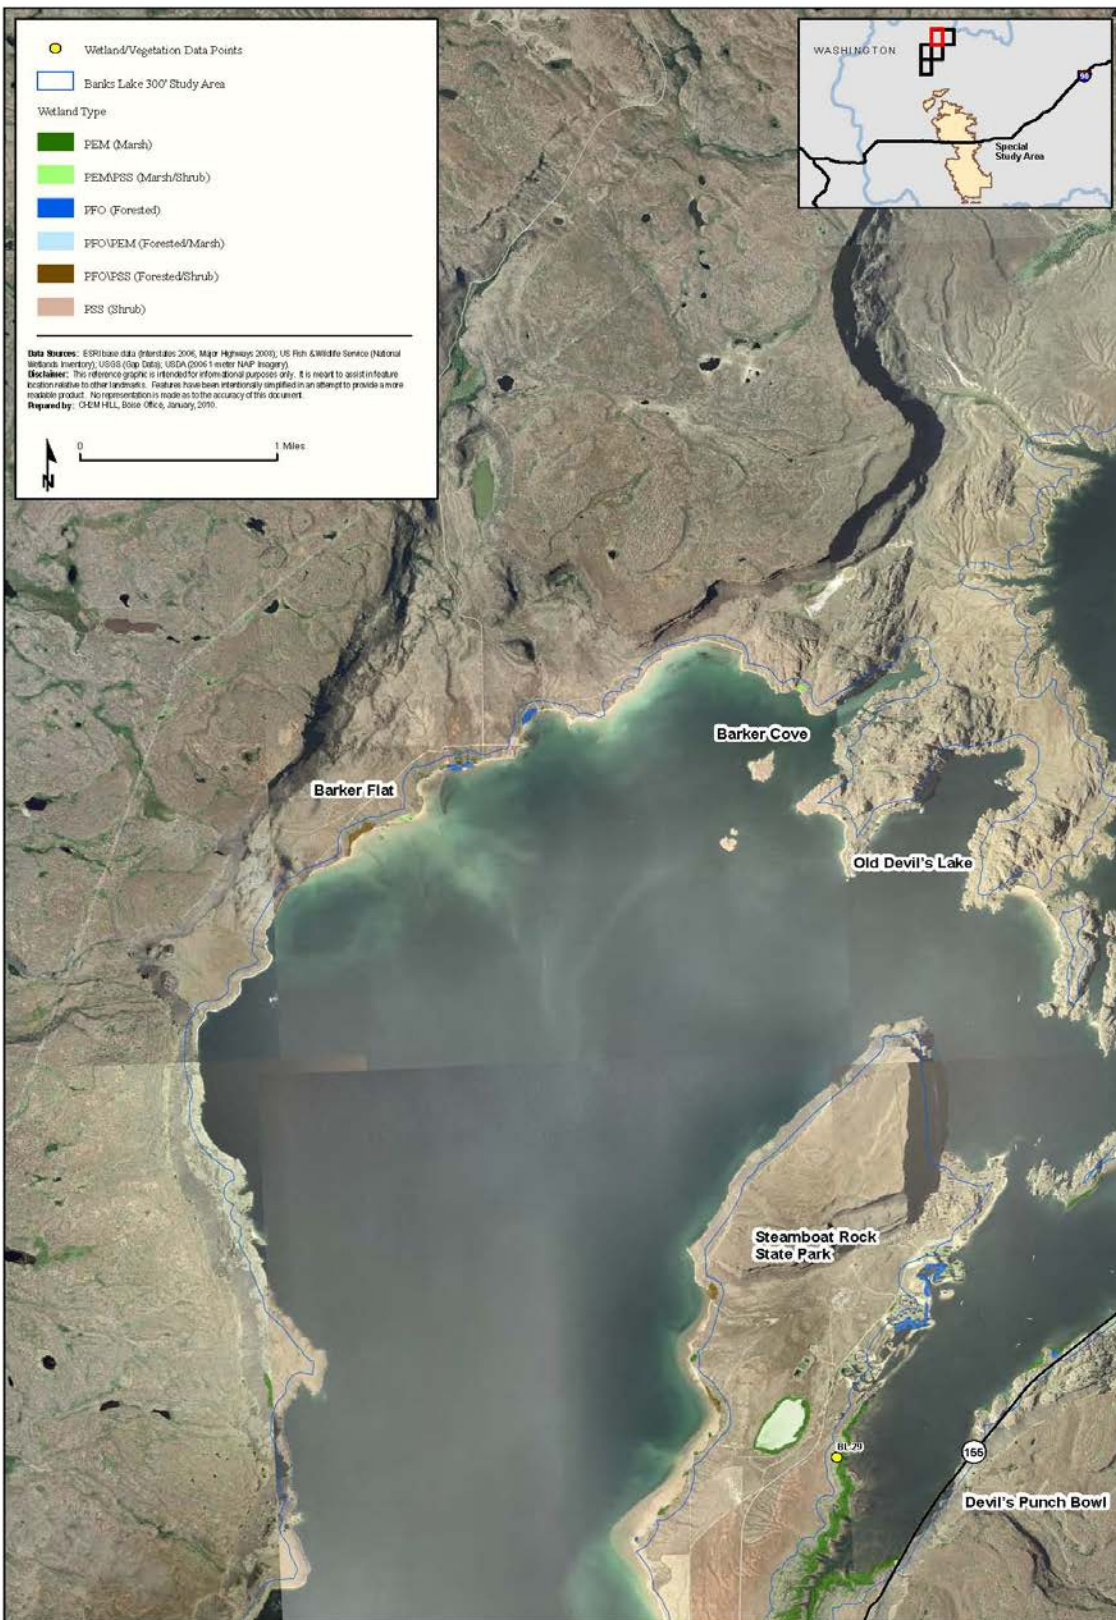 Wetland/Vegetation Data Points
Banks Lake 300' Study Area
Wetland Type
PEM (Marsh)
PEM\PSS (Marsh/Shrub)
PFO (Forested)
PFO\PEM (Forested/Marsh)
PFO\PSS (Forested/Shrub)
PSS (Shrub)
Data Sources: ESRI base data (Interstates 2006, Major Highways 2008); US Fish & Wildlife Service (National
Wetlands Inventory); USGS (Gap Data); USDA (2006 1-meter NAIP Imagery).
Disclaimer: This reference graphic is intended for informational purposes only. It is meant to assist in feature
location relative to other landmarks. Features have been intentionally simplified in an attempt to provide a more
readable product. No representation is made as to the accuracy of this document.
Prepared by: CH2M HILL, Boise Office, January, 2010.
0 1 Miles
N
WASHINGTON
90
Special
Study Area
Barker Cove
Barker Flat
Old Devil's Lake
Steamboat Rock
State Park
BL-29
155
Devil's Punch Bowl